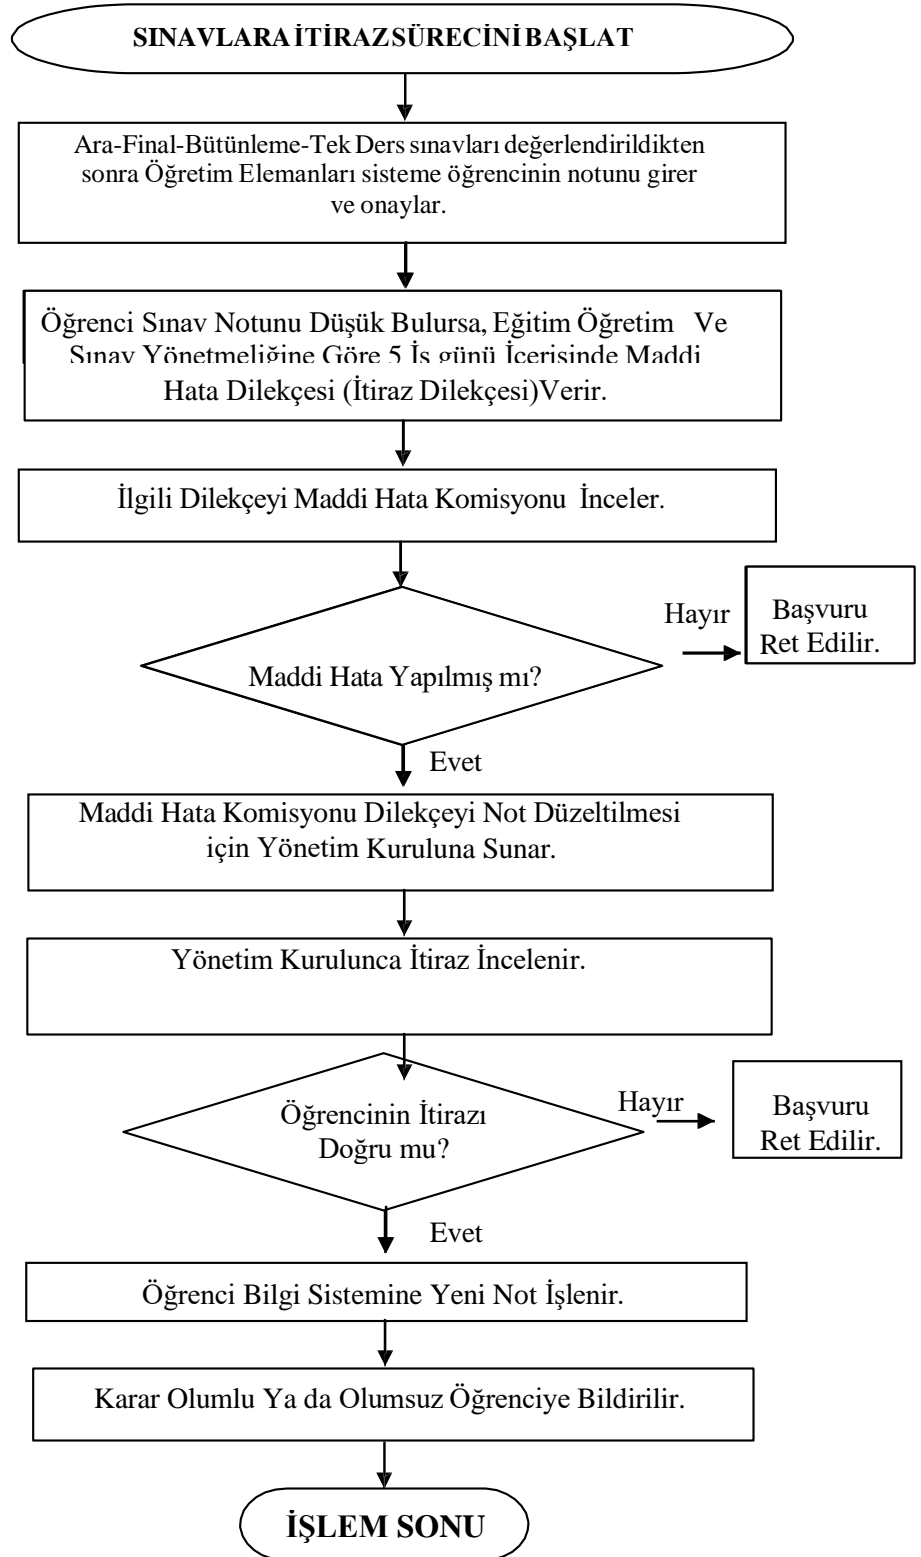 SINAVLARA İTİRAZ SÜRECİNİ BAŞLAT
Ara-Final-Bütünleme-Tek Ders sınavları değerlendirildikten
sonra Öğretim Elemanları sisteme öğrencinin notunu girer
ve onaylar.
Öğrenci Sınav Notunu Düşük Bulursa, Eğitim Öğretim Ve
Sınav Yönetmeliğine Göre 5 İş günü İçerisinde Maddi
Hata Dilekçesi (İtiraz Dilekçesi)Verir.
İlgili Dilekçeyi Maddi Hata Komisyonu İnceler.
Hayır
Başvuru
Ret Edilir.
Maddi Hata Yapılmış mı?
Evet
Maddi Hata Komisyonu Dilekçeyi Not Düzeltilmesi
için Yönetim Kuruluna Sunar.
Yönetim Kurulunca İtiraz İncelenir.
Öğrencinin İtirazı
Doğru mu?
Hayır
Başvuru
Ret Edilir.
Evet
Öğrenci Bilgi Sistemine Yeni Not İşlenir.
Karar Olumlu Ya da Olumsuz Öğrenciye Bildirilir.
İŞLEM SONU